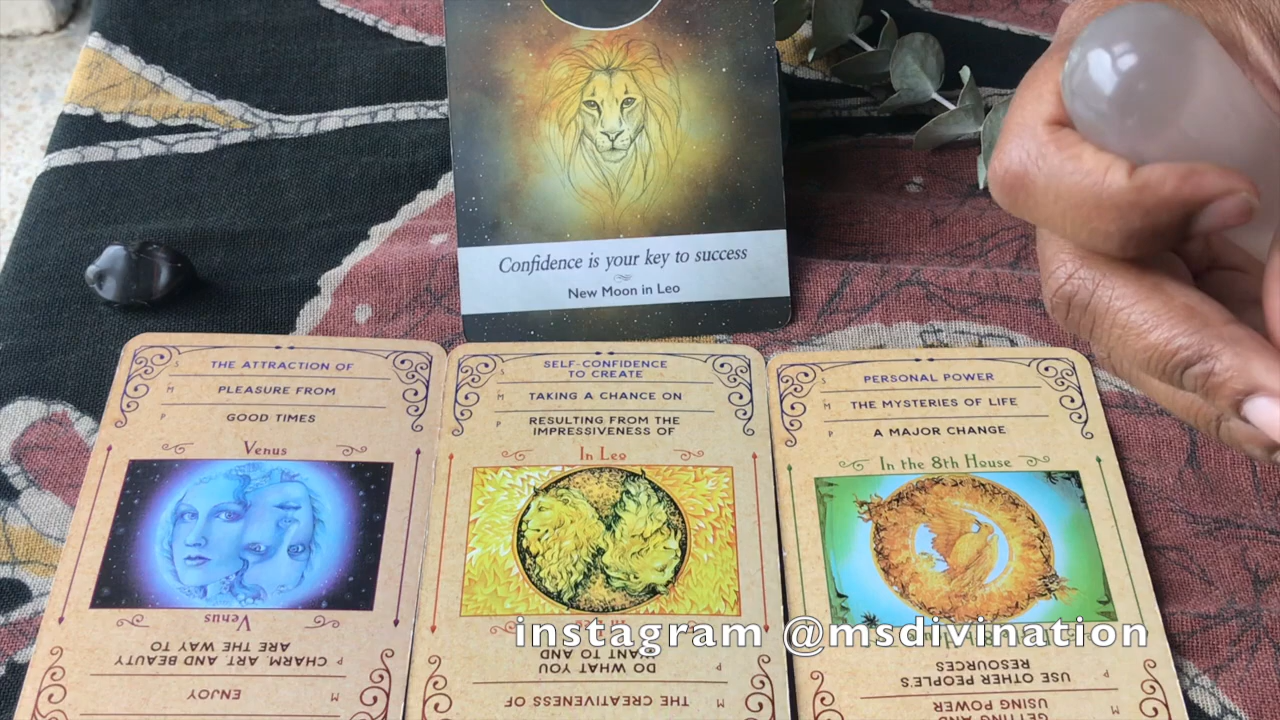 Confidence is your key to success
New Moon in Leo
THE ATTRACTION OF
S
PLEASURE FROM
M
GOOD TIMES
P
Venus
Venus
CHARM, ART, AND BEAUTY
ARE THE WAY TO
P
ENJOY
M
SELF-CONFIDENCE
TO CREATE
TAKING A CHANCE ON
M
RESULTING FROM THE
IMPRESSIVENESS OF
P
In Leo
DO WHAT YOU
WANT TO AND
P
THE CREATIVENESS OF
M
PERSONAL POWER
S
THE MYSTERIES OF LIFE
M
A MAJOR CHANGE
P
In the 8th House
USE OTHER PEOPLE'S
RESOURCES
P
GETTING AND
USING POWER
M
instagram @msdivination